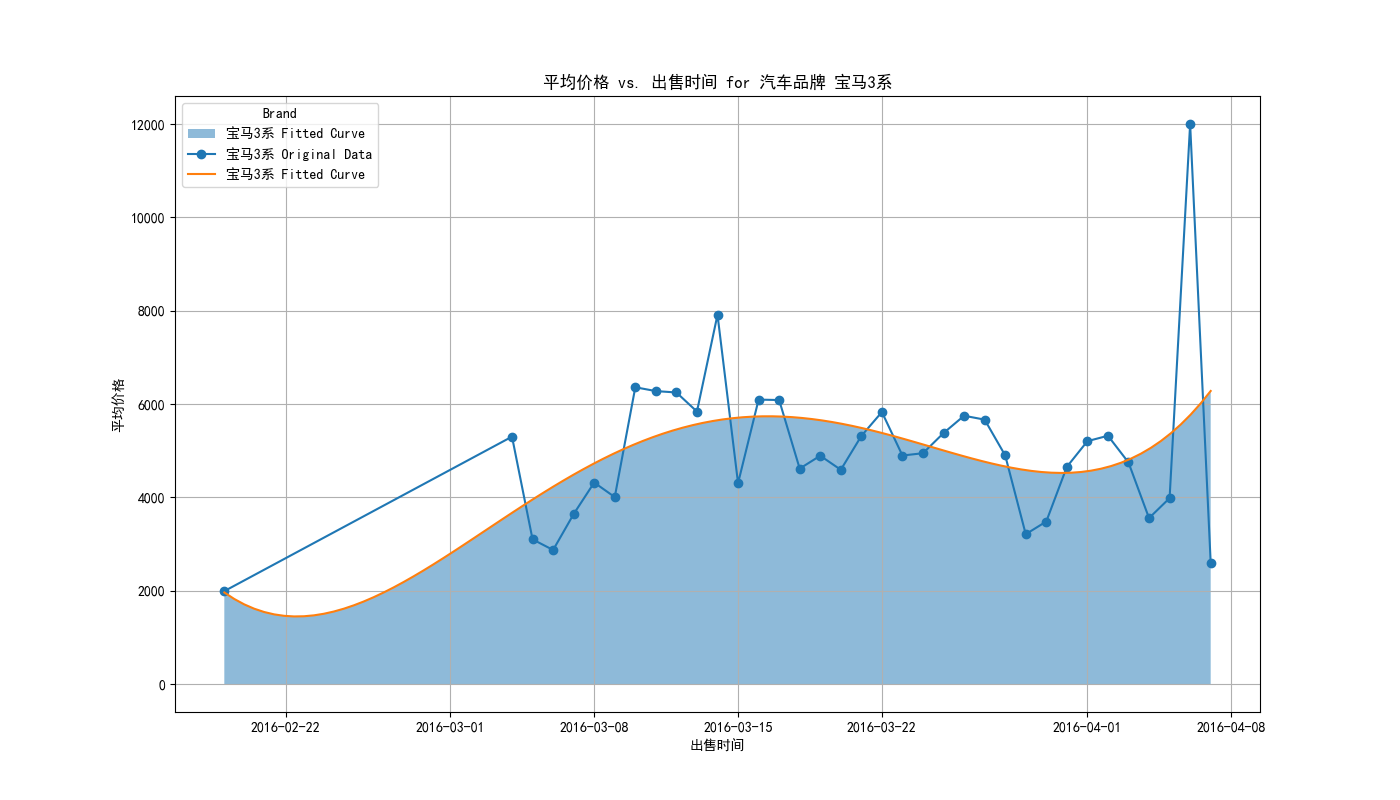 平均价格 vs. 出售时间 for 汽车品牌 宝马3系
Brand
宝马3系 Fitted Curve
宝马3系 Original Data
宝马3系 Fitted Curve
平均价格
12000
10000
8000
6000
4000
2000
0
2016-02-22
2016-03-01
2016-03-08
2016-03-15
2016-03-22
2016-04-01
2016-04-08
出售时间